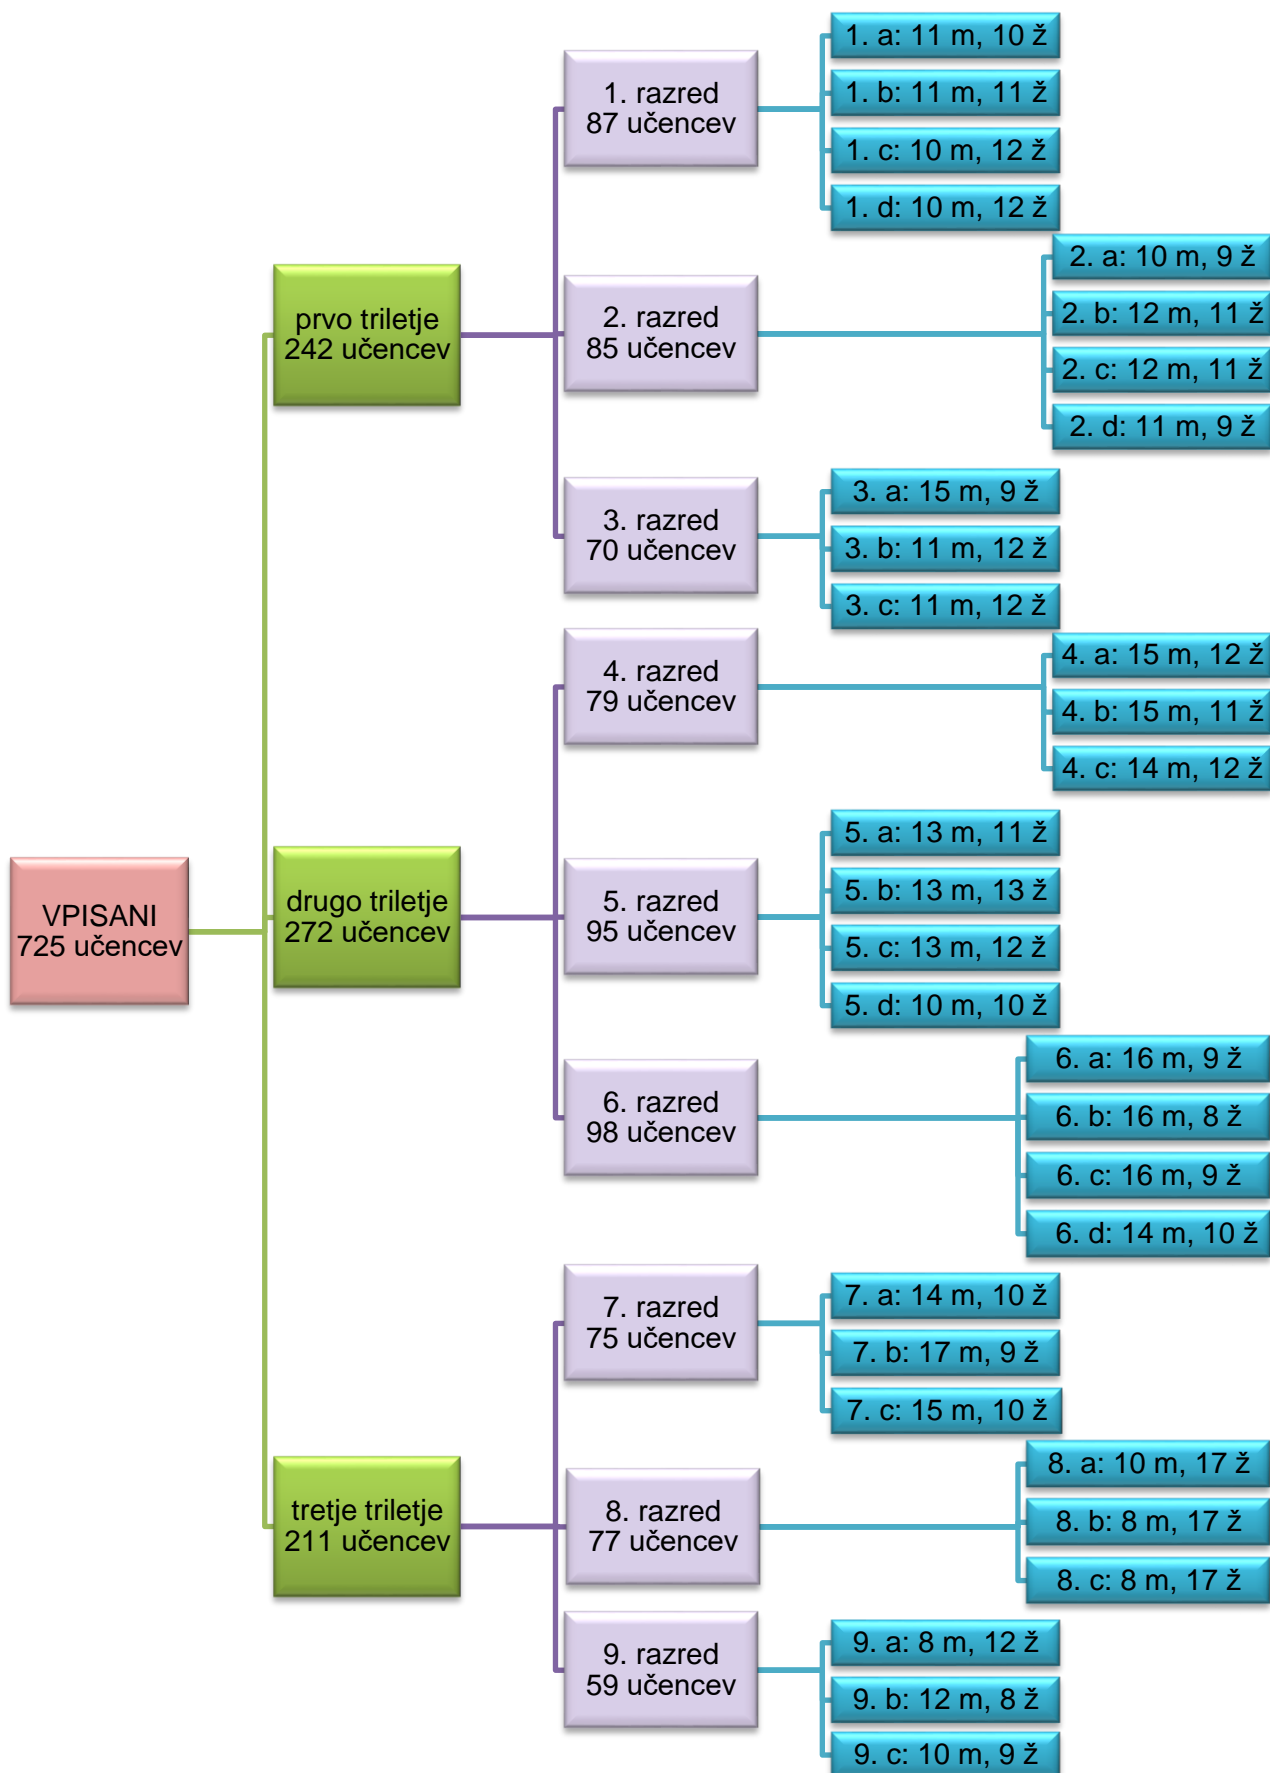 VPISANI
725 učencev
prvo triletje
242 učencev
1. razred
87 učencev
1. a: 11 m, 10 ž
1. b: 11 m, 11 ž
1. c: 10 m, 12 ž
1. d: 10 m, 12 ž
2. razred
85 učencev
2. a: 10 m, 9 ž
2. b: 12 m, 11 ž
2. c: 12 m, 11 ž
2. d: 11 m, 9 ž
3. razred
70 učencev
3. a: 15 m, 9 ž
3. b: 11 m, 12 ž
3. c: 11 m, 12 ž
drugo triletje
272 učencev
4. razred
79 učencev
4. a: 15 m, 12 ž
4. b: 15 m, 11 ž
4. c: 14 m, 12 ž
5. razred
95 učencev
5. a: 13 m, 11 ž
5. b: 13 m, 13 ž
5. c: 13 m, 12 ž
5. d: 10 m, 10 ž
6. razred
98 učencev
6. a: 16 m, 9 ž
6. b: 16 m, 8 ž
6. c: 16 m, 9 ž
6. d: 14 m, 10 ž
tretje triletje
211 učencev
7. razred
75 učencev
7. a: 14 m, 10 ž
7. b: 17 m, 9 ž
7. c: 15 m, 10 ž
8. razred
77 učencev
8. a: 10 m, 17 ž
8. b: 8 m, 17 ž
8. c: 8 m, 17 ž
9. razred
59 učencev
9. a: 8 m, 12 ž
9. b: 12 m, 8 ž
9. c: 10 m, 9 ž